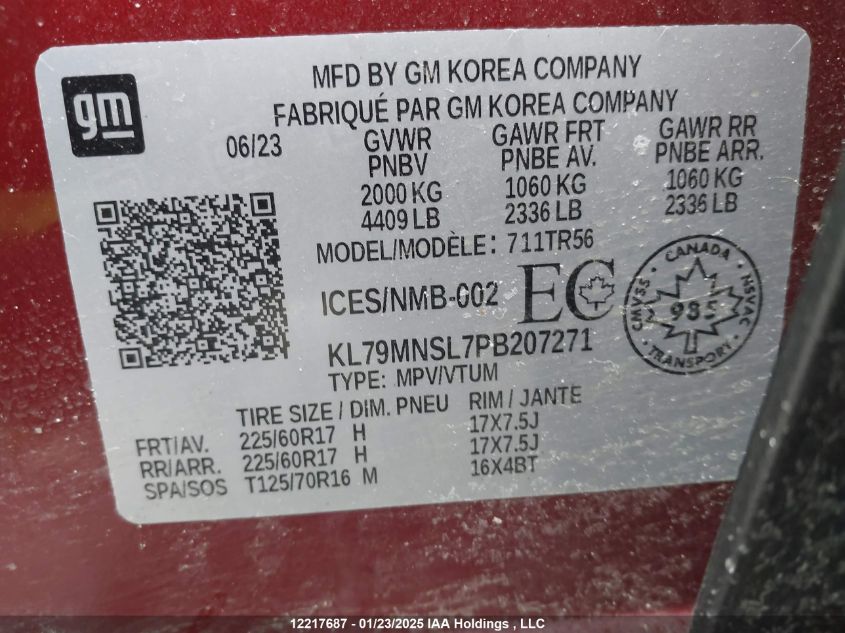 gm
MFD BY GM KOREA COMPANY
FABRIQUÉ PAR GM KOREA COMPANY
06/23 GVWR GAWR FRT GAWR RR
PNBV PNBE AV. PNBE ARR.
2000 KG 1060 KG 1060 KG
4409 LB 2336 LB 2336 LB
MODEL/MODÈLE: 711TR56
ICES/NMB-002 EC
CANADA
CMVSS NSVAC
985
TRANSPORT
KL79MNSL7PB207271
TYPE: MPV/VTUM
TIRE SIZE / DIM. PNEU RIM / JANTE
FRT/AV. 225/60R17 H 17X7.5J
RR/ARR. 225/60R17 H 17X7.5J
SPA/SOS T125/70R16 M 16X4BT
12217687 - 01/23/2025 IAA Holdings , LLC